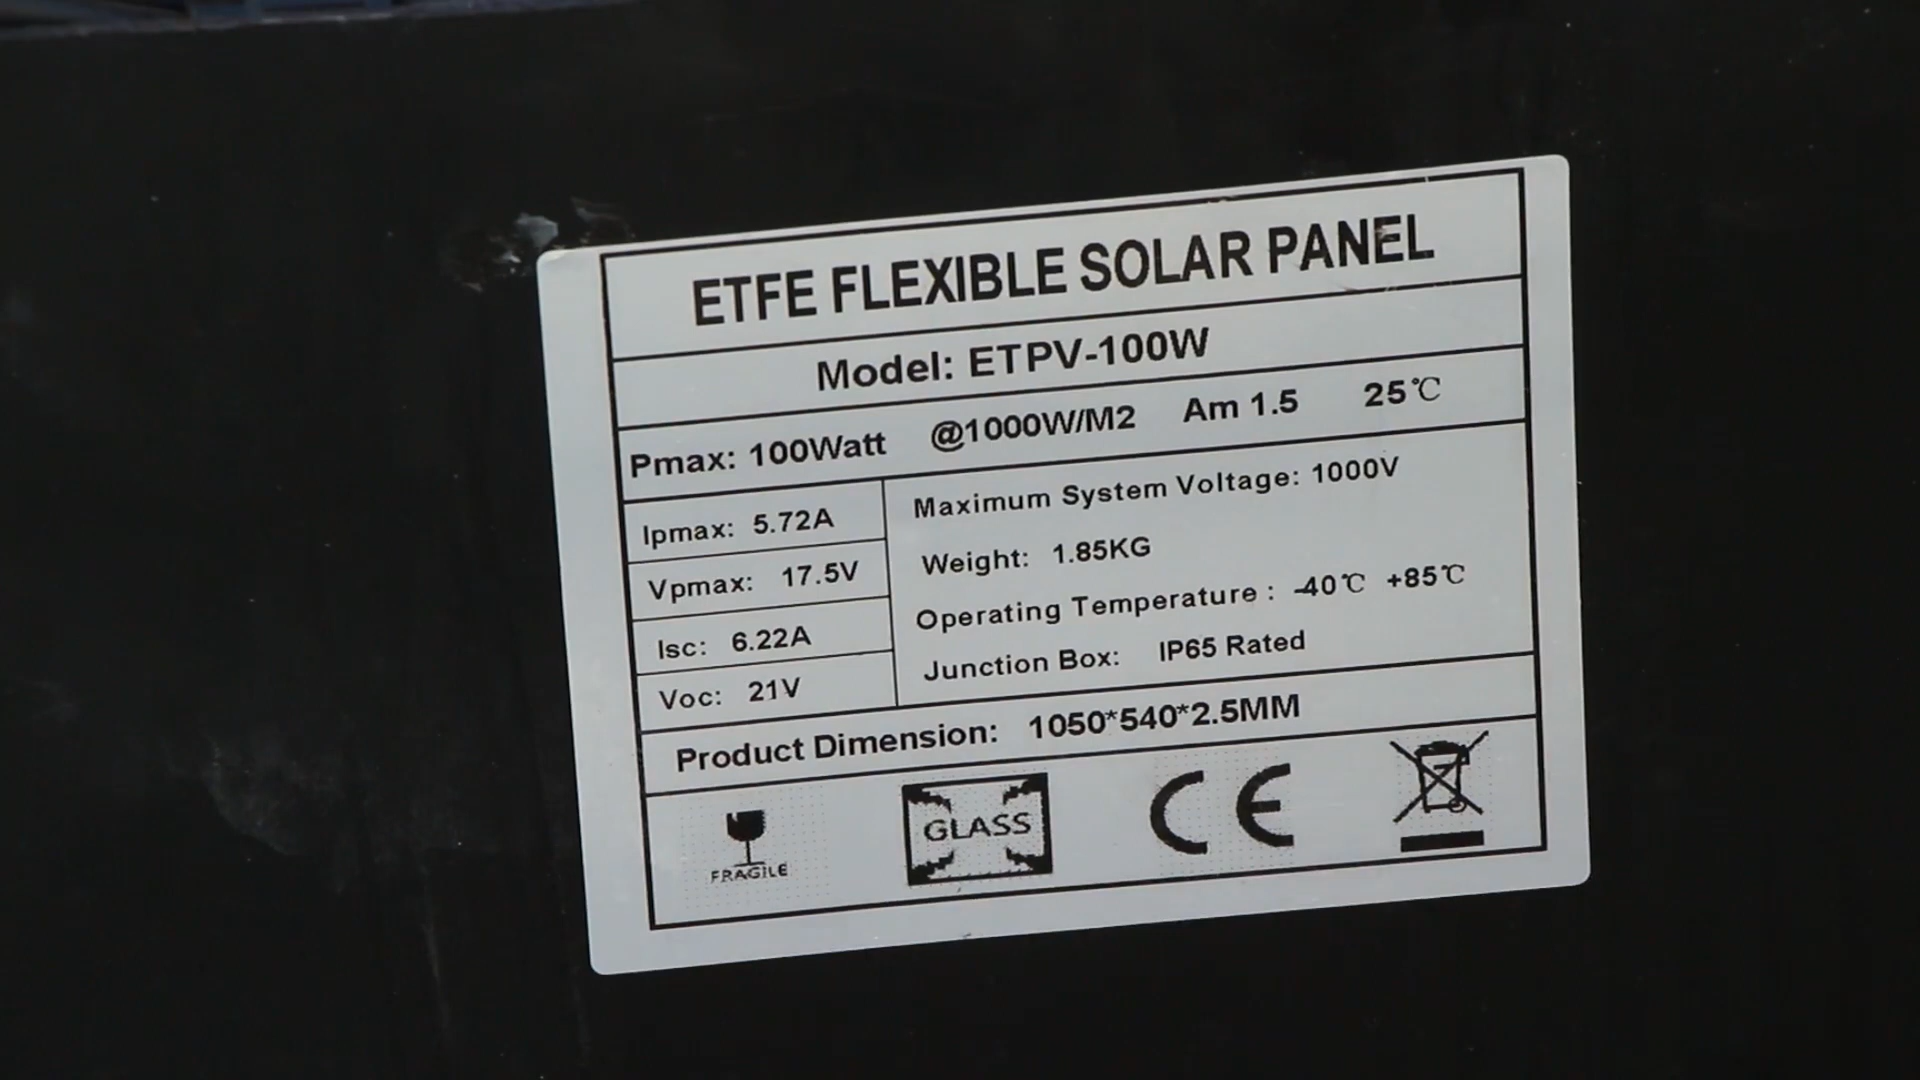 ETFE FLEXIBLE SOLAR PANEL
Model: ETPV-100W
Pmax: 100Watt @1000W/M2 Am 1.5 25℃
Ipmax: 5.72A
Vpmax: 17.5V
Isc: 6.22A
Voc: 21V
Maximum System Voltage: 1000V
Weight: 1.85KG
Operating Temperature : -40℃ +85℃
Junction Box: IP65 Rated
Product Dimension: 1050*540*2.5MM
FRAGILE
GLASS
CE